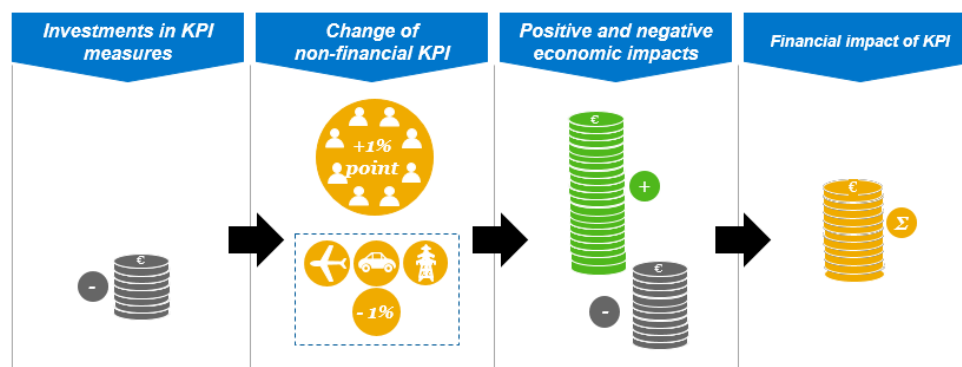 Investments in KPI
measures
Change of
non-financial KPI
Positive and negative
economic impacts
Financial impact of KPI
+1%
point
- 1%
€
-
€
+
€
-
€
Σ